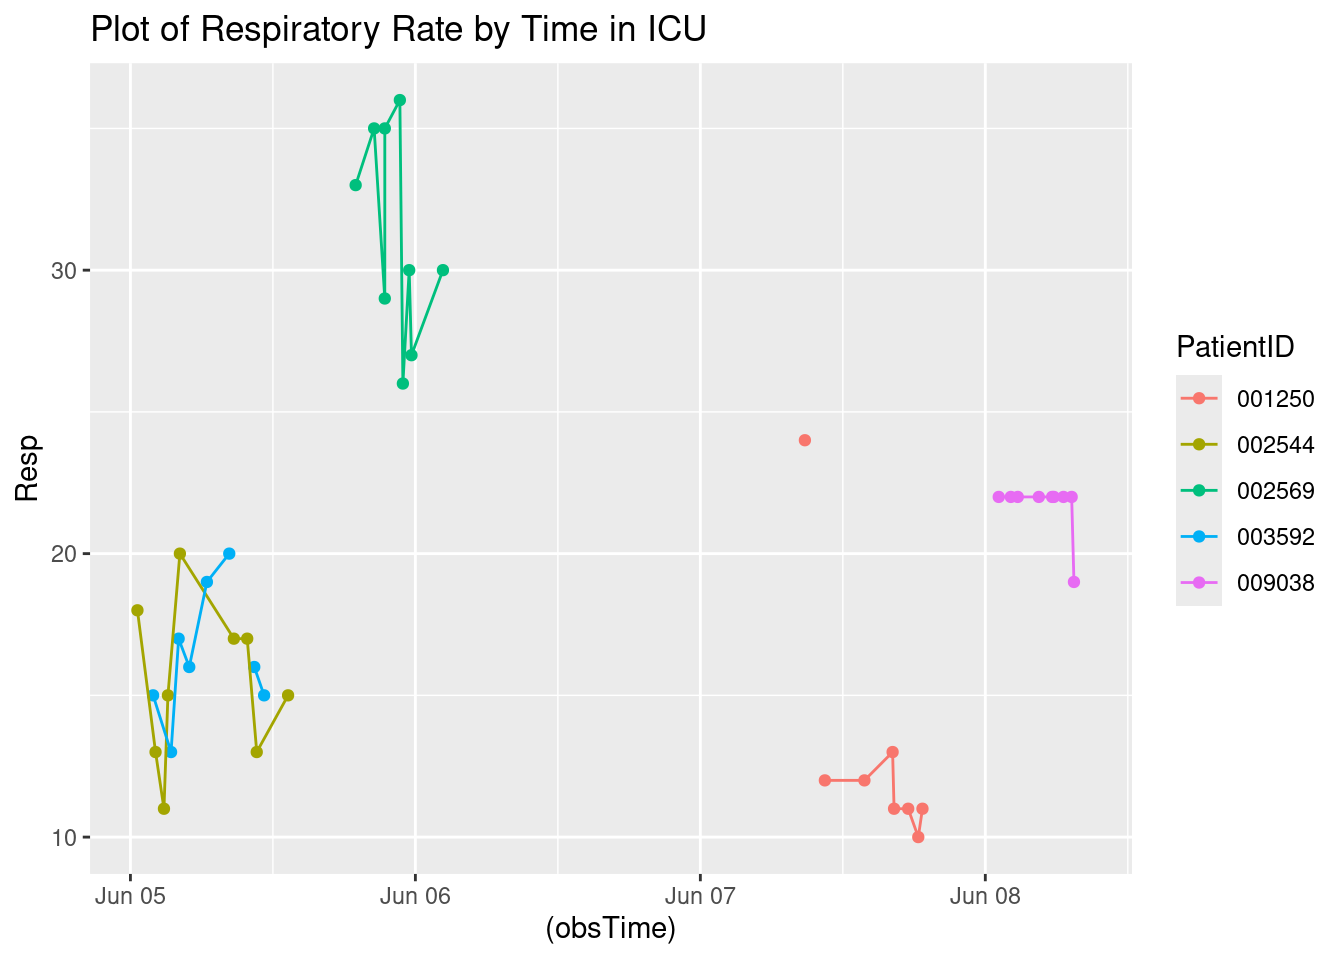 Plot of Respiratory Rate by Time in ICU
Resp
30
20
10
Jun 05
Jun 06
Jun 07
Jun 08
(obsTime)
PatientID
001250
002544
002569
003592
009038